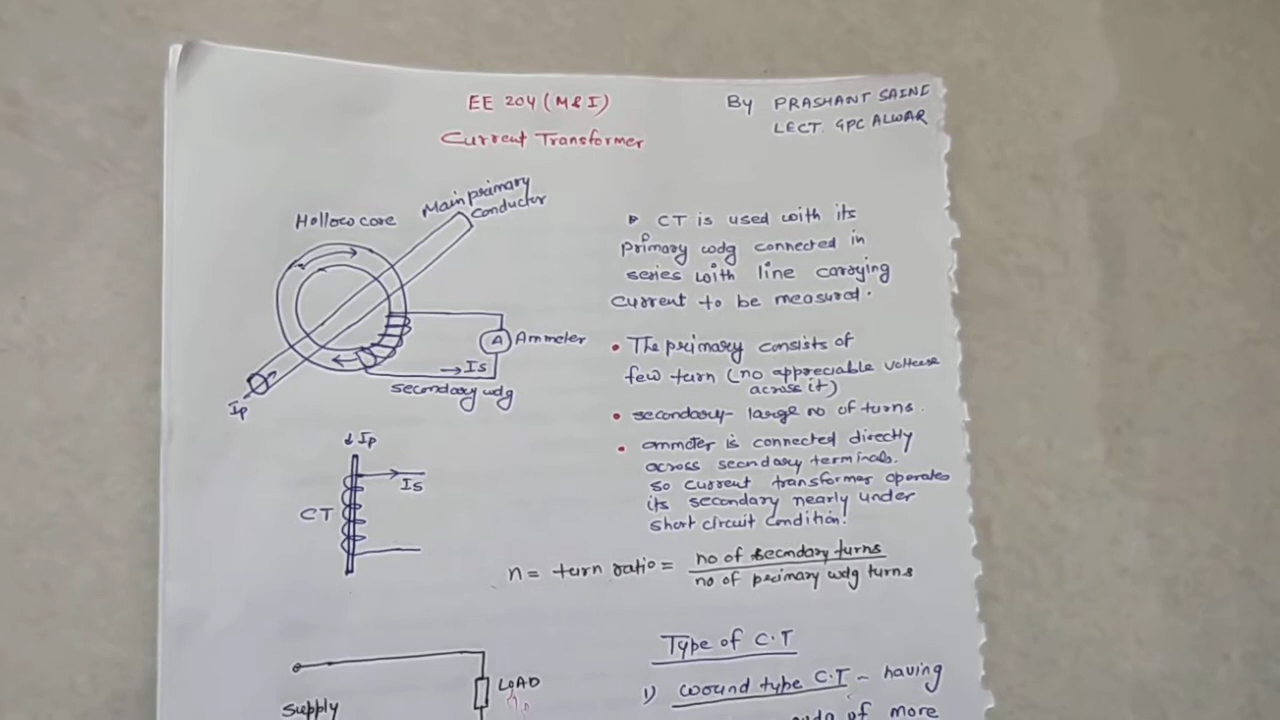 EE 204 (M & I)
Current Transformer
By PRASHANT SAINI
LECT. GPC ALWAR
Hollow core
Main primary
conductor
A
Ammeter
→ Is
secondary wdg
Ip
↓ Ip
Is
CT
CT is used with its
primary wdg connected in
series with line carrying
current to be measured.
• The primary consists of
few turn (no appreciable voltage
across it)
• secondary- large no of turns.
• ammeter is connected directly
across secondary terminals.
so current transformer operates
its secondary nearly under
short circuit condition.
n = turn ratio = no of secondary turns
no of primary wdg turns
LOAD
supply
Type of C.T
1) wound type C.T - having
of more